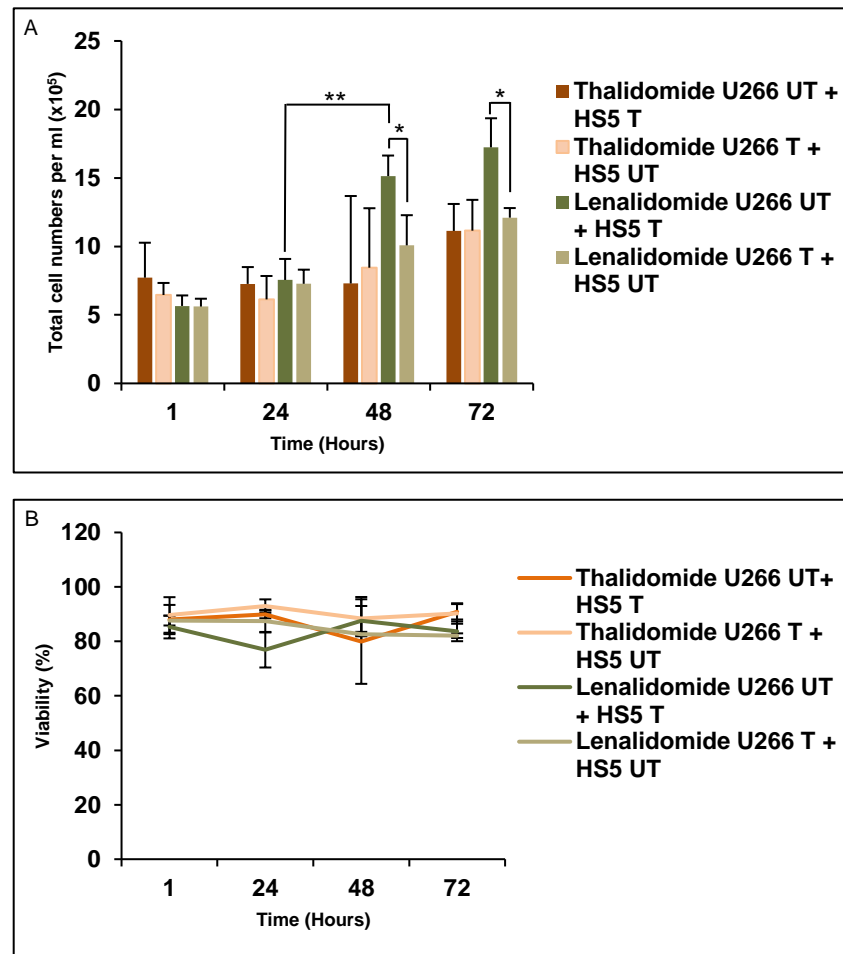 A
Total cell numbers per ml (x10⁵)
25
20
15
10
5
0
**
*
*
1 24 48 72
Time (Hours)
Thalidomide U266 UT +
HS5 T
Thalidomide U266 T +
HS5 UT
Lenalidomide U266 UT
+ HS5 T
Lenalidomide U266 T +
HS5 UT
B
Viability (%)
120
100
80
60
40
20
0
1 24 48 72
Time (Hours)
Thalidomide U266 UT+
HS5 T
Thalidomide U266 T +
HS5 UT
Lenalidomide U266 UT
+ HS5 T
Lenalidomide U266 T +
HS5 UT